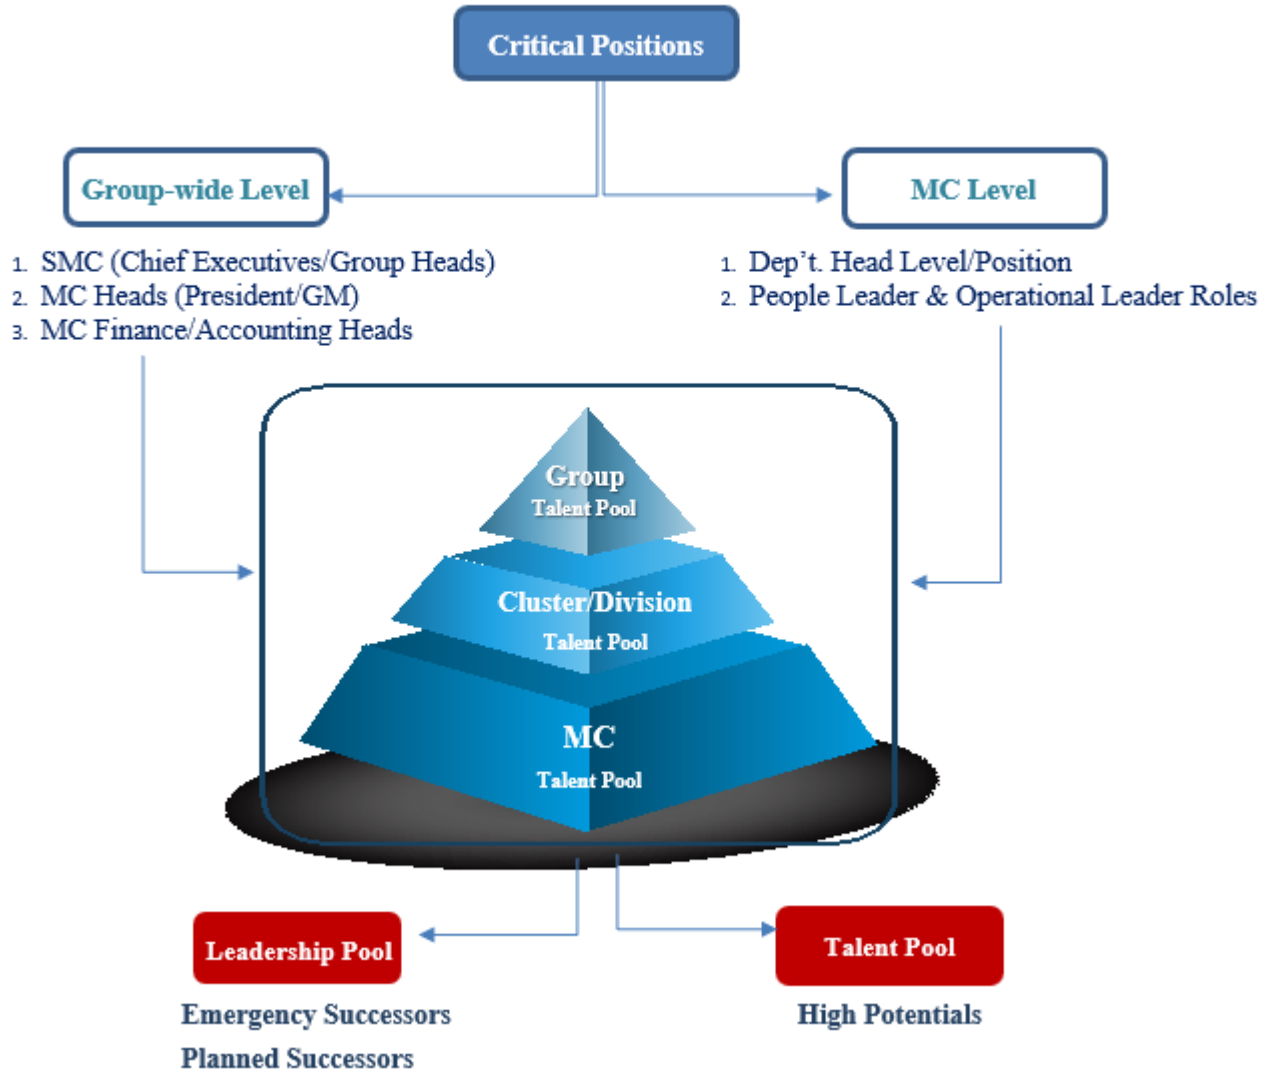 Critical Positions
Group-wide Level
MC Level
1. SMC (Chief Executives/Group Heads)
2. MC Heads (President/GM)
3. MC Finance/Accounting Heads
1. Dep't. Head Level/Position
2. People Leader & Operational Leader Roles
Group
Talent Pool
Cluster/Division
Talent Pool
MC
Talent Pool
Leadership Pool
Emergency Successors
Planned Successors
Talent Pool
High Potentials